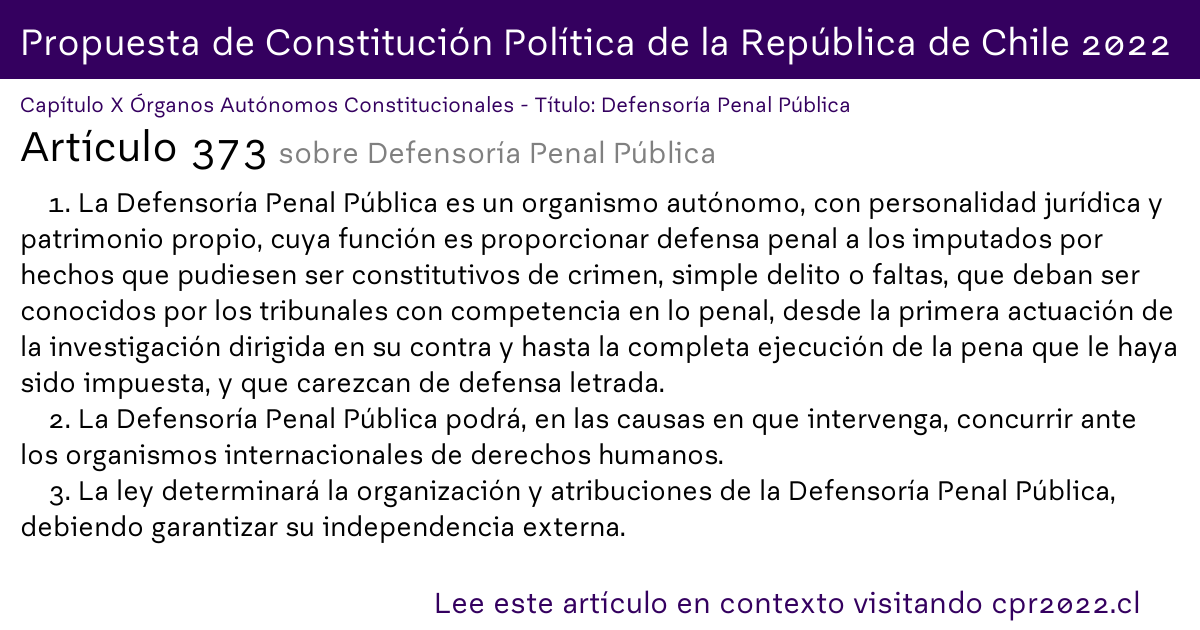 Propuesta de Constitución Política de la República de Chile 2022
Capítulo X Órganos Autónomos Constitucionales - Título: Defensoría Penal Pública
Artículo 373 sobre Defensoría Penal Pública
1. La Defensoría Penal Pública es un organismo autónomo, con personalidad jurídica y
patrimonio propio, cuya función es proporcionar defensa penal a los imputados por
hechos que pudiesen ser constitutivos de crimen, simple delito o faltas, que deban ser
conocidos por los tribunales con competencia en lo penal, desde la primera actuación de
la investigación dirigida en su contra y hasta la completa ejecución de la pena que le haya
sido impuesta, y que carezcan de defensa letrada.
2. La Defensoría Penal Pública podrá, en las causas en que intervenga, concurrir ante
los organismos internacionales de derechos humanos.
3. La ley determinará la organización y atribuciones de la Defensoría Penal Pública,
debiendo garantizar su independencia externa.
Lee este artículo en contexto visitando cpr2022.cl